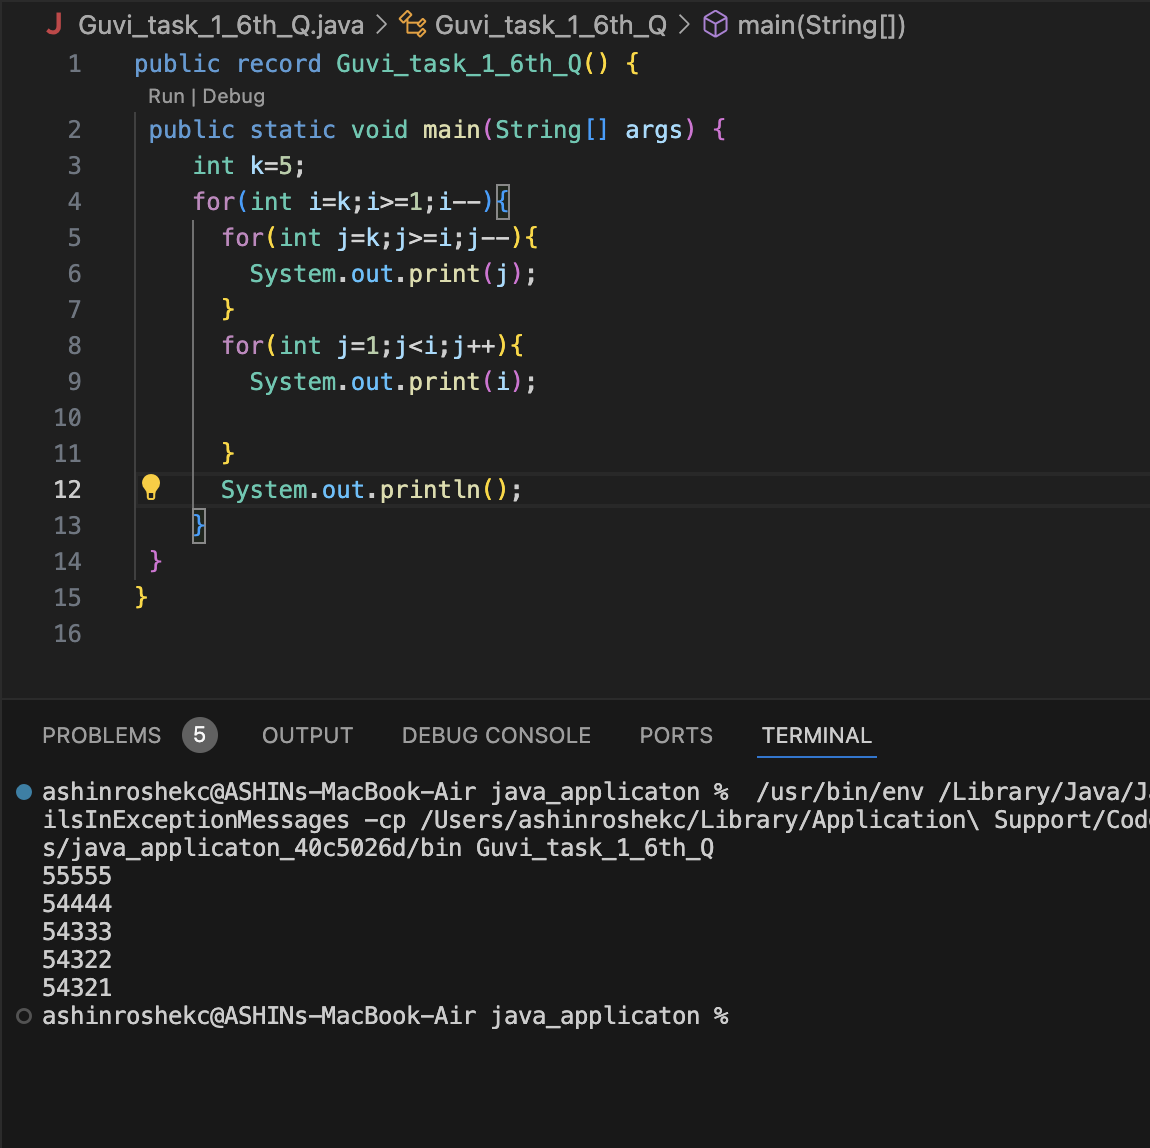 Guvi_task_1_6th_Q.java > Guvi_task_1_6th_Q > main(String[])
1 public record Guvi_task_1_6th_Q() {
Run | Debug
2 public static void main(String[] args) {
3 int k=5;
4 for(int i=k;i>=1;i--){
5 for(int j=k;j>=i;j--){
6 System.out.print(j);
7 }
8 for(int j=1;j<i;j++){
9 System.out.print(i);
10
11 }
12 System.out.println();
13 }
14 }
15 }
16
PROBLEMS 5 OUTPUT DEBUG CONSOLE PORTS TERMINAL
ashinroshekc@ASHINs-MacBook-Air java_applicaton % /usr/bin/env /Library/Java/J
ilsInExceptionMessages -cp /Users/ashinroshekc/Library/Application\ Support/Cod
s/java_applicaton_40c5026d/bin Guvi_task_1_6th_Q
55555
54444
54333
54322
54321
ashinroshekc@ASHINs-MacBook-Air java_applicaton %